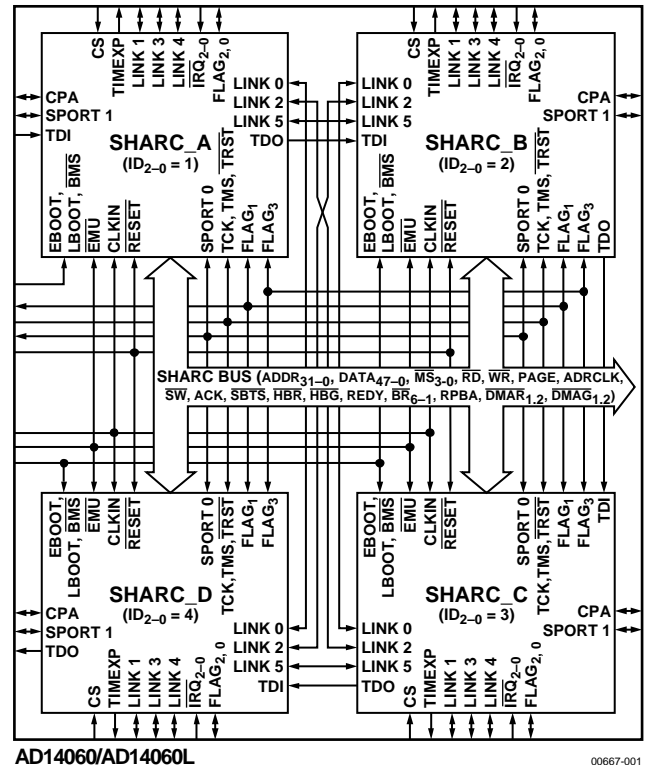 CS
TIMEXP
LINK 1
LINK 3
LINK 4
IRQ2–0
FLAG2, 0
CS
TIMEXP
LINK 1
LINK 3
LINK 4
IRQ2–0
FLAG2, 0
CPA
SPORT 1
TDI
SHARC_A
(ID2–0 = 1)
LINK 0
LINK 2
LINK 5
TDO
LINK 0
LINK 2
LINK 5
TDI
SHARC_B
(ID2–0 = 2)
CPA
SPORT 1
EBOOT,
LBOOT, BMS
EMU
CLKIN
RESET
SPORT 0
TCK, TMS, TRST
FLAG1
FLAG3
EBOOT,
LBOOT, BMS
EMU
CLKIN
RESET
SPORT 0
TCK, TMS, TRST
FLAG1
FLAG3
TDO
SHARC BUS (ADDR31–0, DATA47–0, MS3-0, RD, WR, PAGE, ADRCLK,
SW, ACK, SBTS, HBR, HBG, REDY, BR6–1, RPBA, DMAR1.2, DMAG1.2)
EBOOT,
LBOOT, BMS
EMU
CLKIN
RESET
SPORT 0
TCK,TMS,TRST
FLAG1
FLAG3
EBOOT,
LBOOT, BMS
EMU
CLKIN
RESET
SPORT 0
TCK,TMS, TRST
FLAG1
FLAG3
TDI
SHARC_D
(ID2–0 = 4)
CPA
SPORT 1
TDO
LINK 0
LINK 2
LINK 5
TDI
LINK 0
LINK 2
LINK 5
TDO
SHARC_C
(ID2–0 = 3)
CPA
SPORT 1
CS
TIMEXP
LINK 1
LINK 3
LINK 4
IRQ2–0
FLAG2, 0
CS
TIMEXP
LINK 1
LINK 3
LINK 4
IRQ2–0
FLAG2, 0
AD14060/AD14060L
00667-001